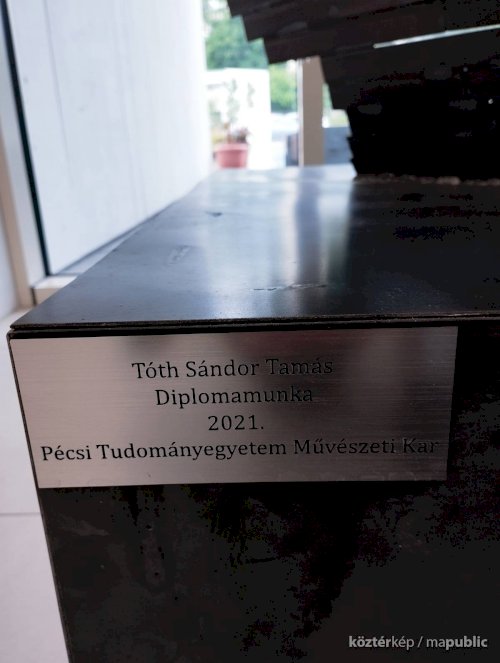 Tóth Sándor Tamás
Diplomamunka
2021.
Pécsi Tudományegyetem Művészeti Kar
köztérkép / mapublic